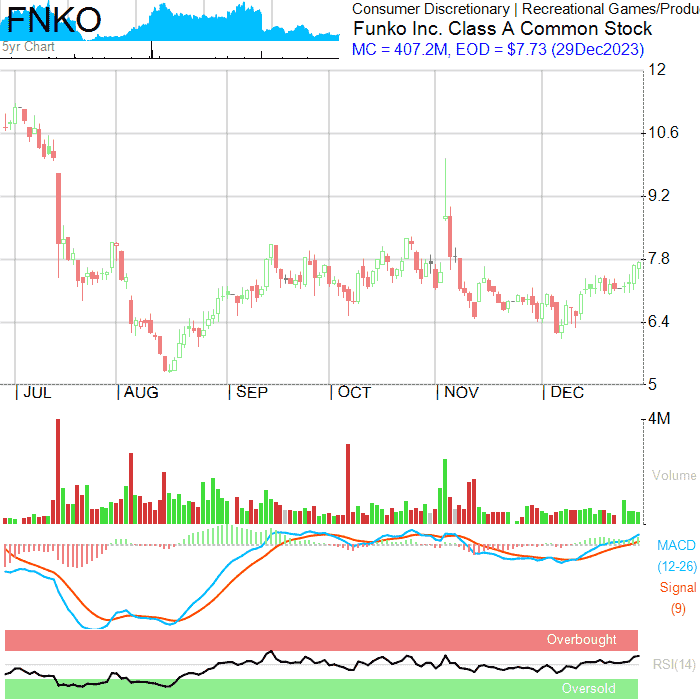 FNKO
5yr Chart
Consumer Discretionary | Recreational Games/Produ
Funko Inc. Class A Common Stock
MC = 407.2M, EOD = $7.73 (29Dec2023)
12
10.6
9.2
7.8
6.4
5
JUL AUG SEP OCT NOV DEC
4M
Volume
MACD
(12-26)
Signal
(9)
Overbought
RSI(14)
Oversold